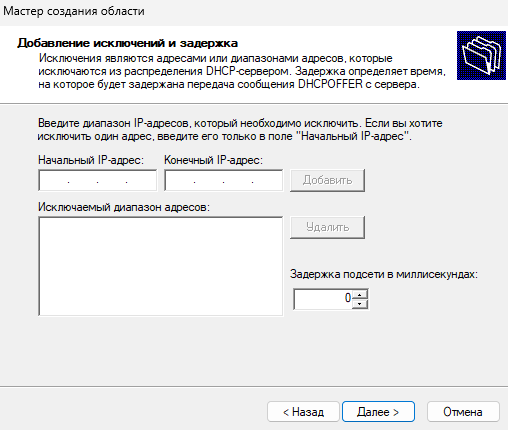 Мастер создания области
Добавление исключений и задержка
Исключения являются адресами или диапазонами адресов, которые
исключаются из распределения DHCP-сервером. Задержка определяет время,
на которое будет задержана передача сообщения DHCPOFFER с сервера.
Введите диапазон IP-адресов, который необходимо исключить. Если вы хотите
исключить один адрес, введите его только в поле "Начальный IP-адрес".
Начальный IP-адрес: Конечный IP-адрес:
. . . . . . Добавить
Исключаемый диапазон адресов:
Удалить
Задержка подсети в миллисекундах:
0
< Назад Далее > Отмена